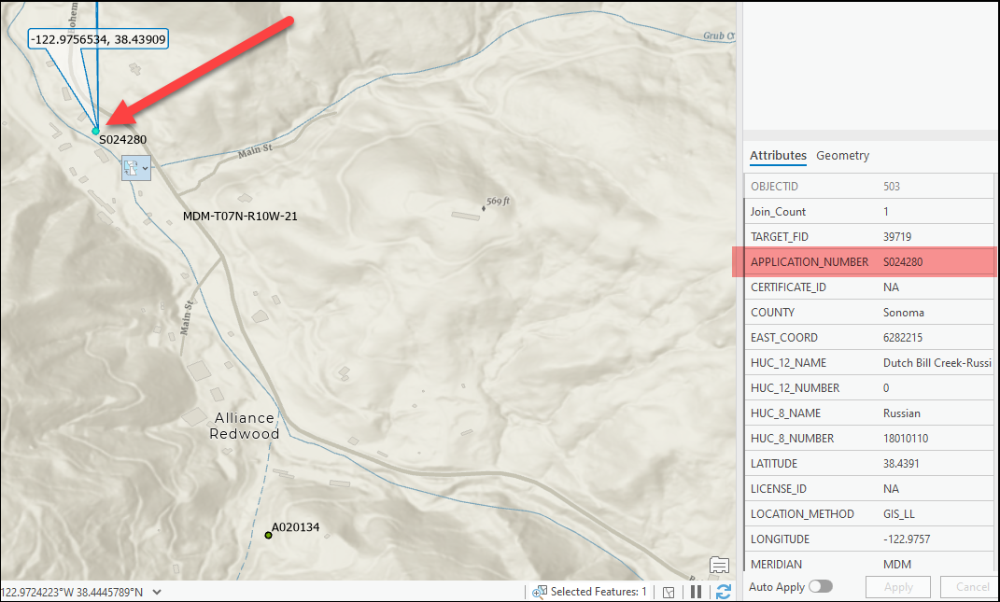 Bohem
-122.9756534, 38.43909
Grub Cr
S024280
Main St
569 ft
MDM-T07N-R10W-21
Main St
Alliance
Redwood
A020134
122.9724223°W 38.4445789°N
Selected Features: 1
Attributes Geometry
OBJECTID 503
Join_Count 1
TARGET_FID 39719
APPLICATION_NUMBER S024280
CERTIFICATE_ID NA
COUNTY Sonoma
EAST_COORD 6282215
HUC_12_NAME Dutch Bill Creek-Russi
HUC_12_NUMBER 0
HUC_8_NAME Russian
HUC_8_NUMBER 18010110
LATITUDE 38.4391
LICENSE_ID NA
LOCATION_METHOD GIS_LL
LONGITUDE -122.9757
MERIDIAN MDM
Auto Apply Apply Cancel